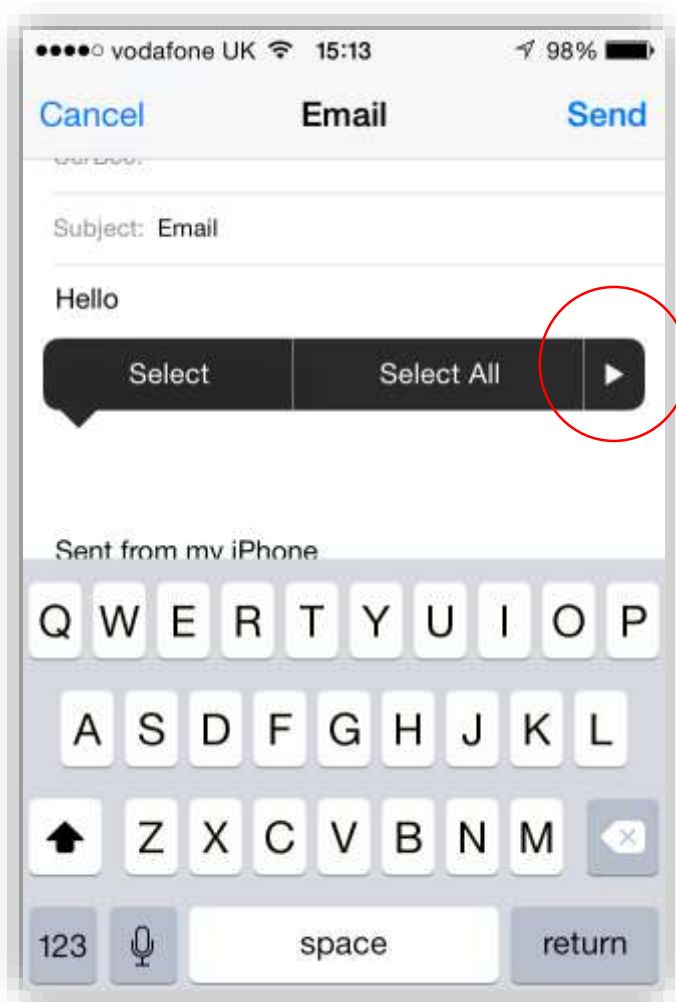 vodafone UK 15:13 98%
Cancel Email Send
Subject: Email
Hello
Select Select All
Sent from my iPhone
Q W E R T Y U I O P
A S D F G H J K L
Z X C V B N M
123 space return